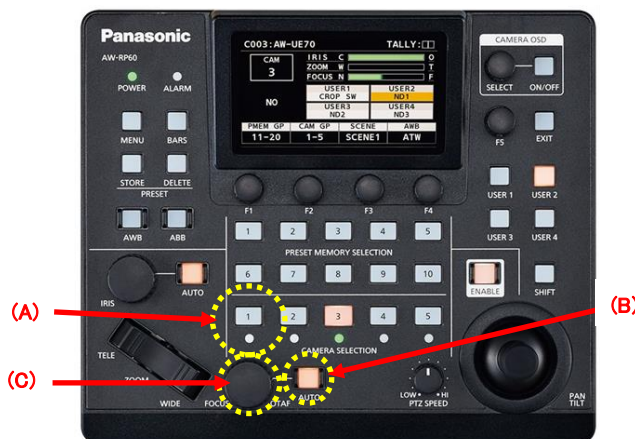 Panasonic
AW-RP60
POWER ALARM
MENU BARS
STORE DELETE
PRESET
AWB ABB
C003:AW-UE70 TALLY:
CAM
3
IRIS C O
ZOOM W T
FOCUS N F
NO
USER1 USER2
CROP SW ND1
USER3 USER4
ND2 ND3
PMEM GP CAM GP SCENE AWB
11-20 1-5 SCENE1 ATW
CAMERA OSD
SELECT ON/OFF
F5 EXIT
USER 1 USER 2
USER 3 USER 4
F1 F2 F3 F4
1 2 3 4 5
PRESET MEMORY SELECTION
6 7 8 9 10
IRIS AUTO
ENABLE SHIFT
(A)
(B)
1 2 3 4 5
CAMERA SELECTION
TELE
ZOOM
WIDE
(C)
FOCUS OTAF AUTO
LOW HI
PTZ SPEED
PAN
TILT